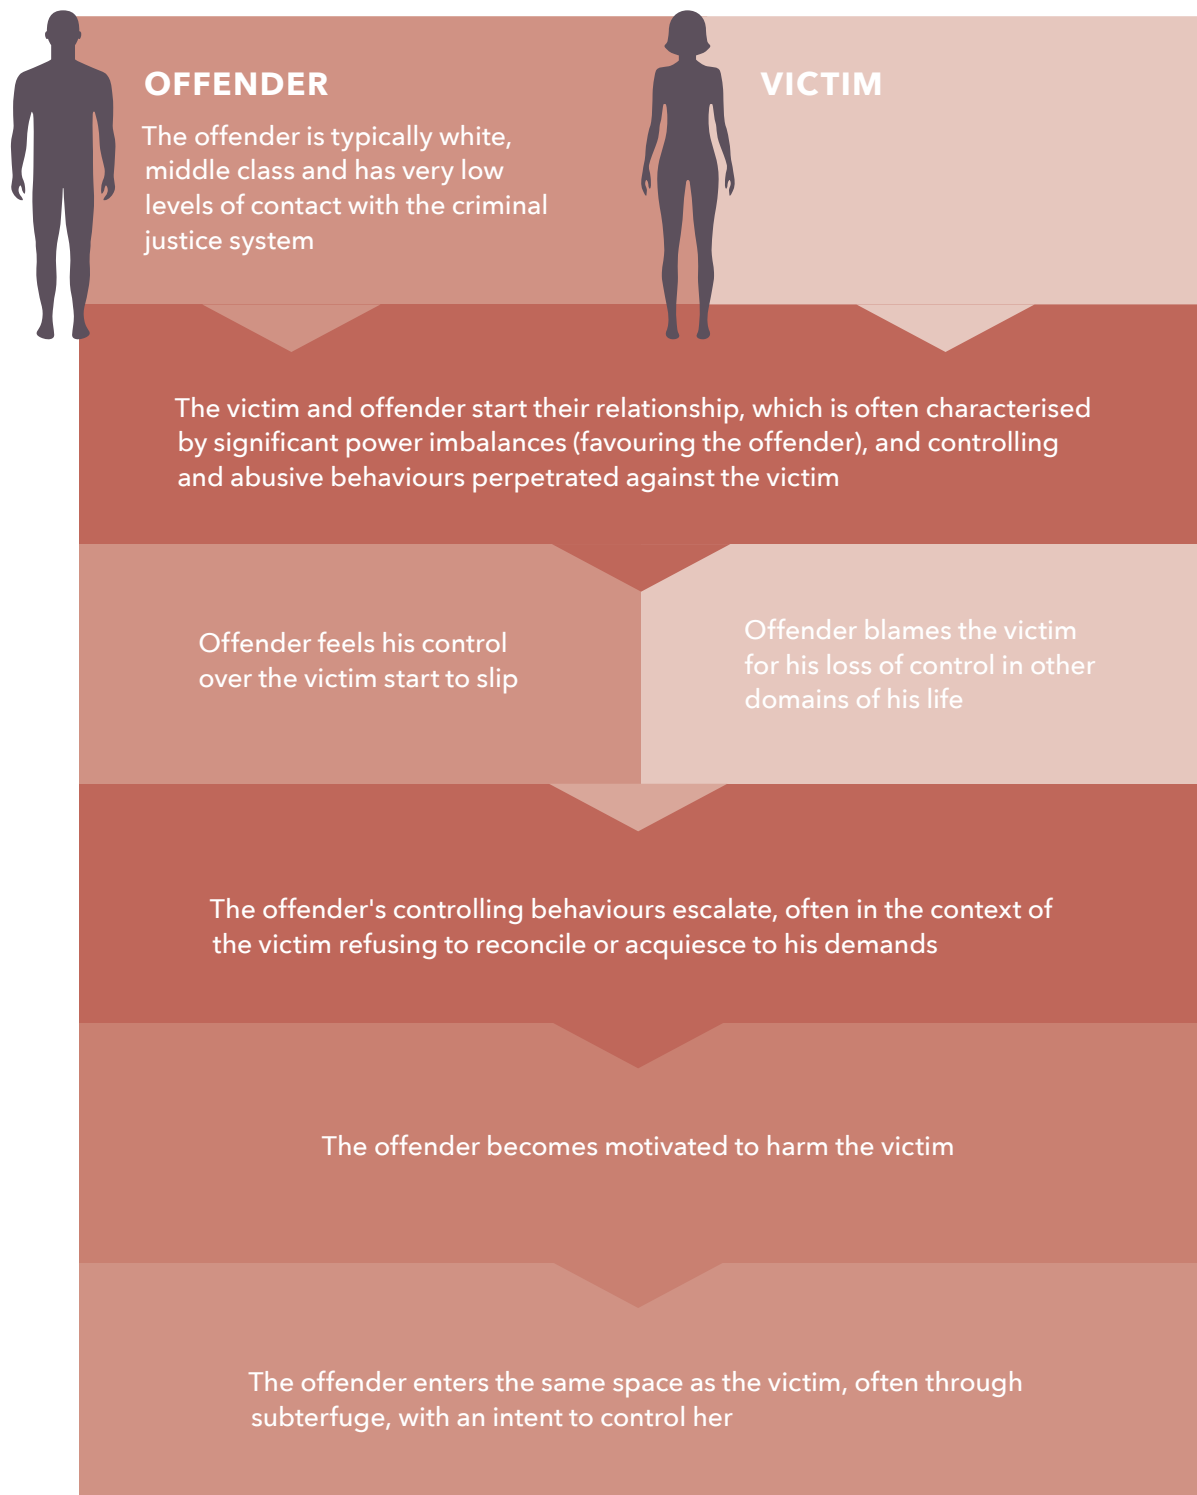 OFFENDER
The offender is typically white,
middle class and has very low
levels of contact with the criminal
justice system
VICTIM
The victim and offender start their relationship, which is often characterised
by significant power imbalances (favouring the offender), and controlling
and abusive behaviours perpetrated against the victim
Offender feels his control
over the victim start to slip
Offender blames the victim
for his loss of control in other
domains of his life
The offender's controlling behaviours escalate, often in the context of
the victim refusing to reconcile or acquiesce to his demands
The offender becomes motivated to harm the victim
The offender enters the same space as the victim, often through
subterfuge, with an intent to control her